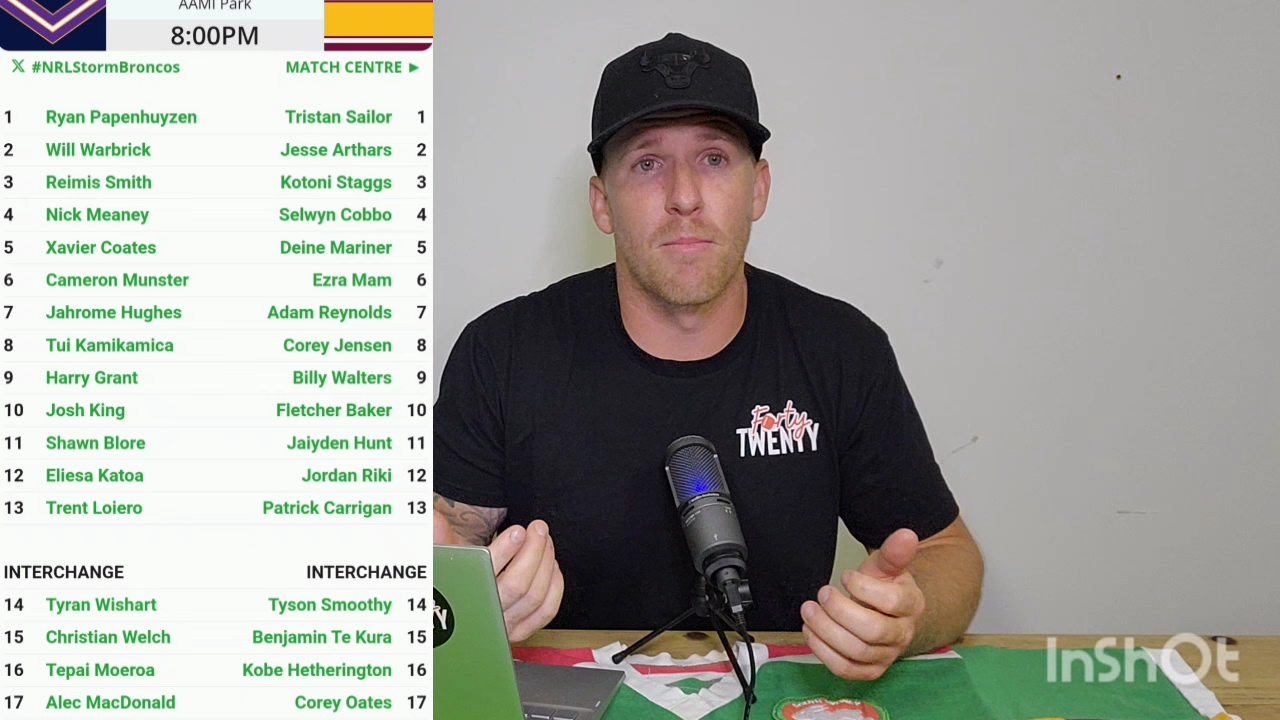 AAMI Park
8:00PM
#NRLStormBroncos MATCH CENTRE ►
1 Ryan Papenhuyzen Tristan Sailor 1
2 Will Warbrick Jesse Arthars 2
3 Reimis Smith Kotoni Staggs 3
4 Nick Meaney Selwyn Cobbo 4
5 Xavier Coates Deine Mariner 5
6 Cameron Munster Ezra Mam 6
7 Jahrome Hughes Adam Reynolds 7
8 Tui Kamikamica Corey Jensen 8
9 Harry Grant Billy Walters 9
10 Josh King Fletcher Baker 10
11 Shawn Blore Jaiyden Hunt 11
12 Eliesa Katoa Jordan Riki 12
13 Trent Loiero Patrick Carrigan 13
INTERCHANGE INTERCHANGE
14 Tyran Wishart Tyson Smoothy 14
15 Christian Welch Benjamin Te Kura 15
16 Tepai Moeroa Kobe Hetherington 16
17 Alec MacDonald Corey Oates 17
Forty
TWENTY
InShOt